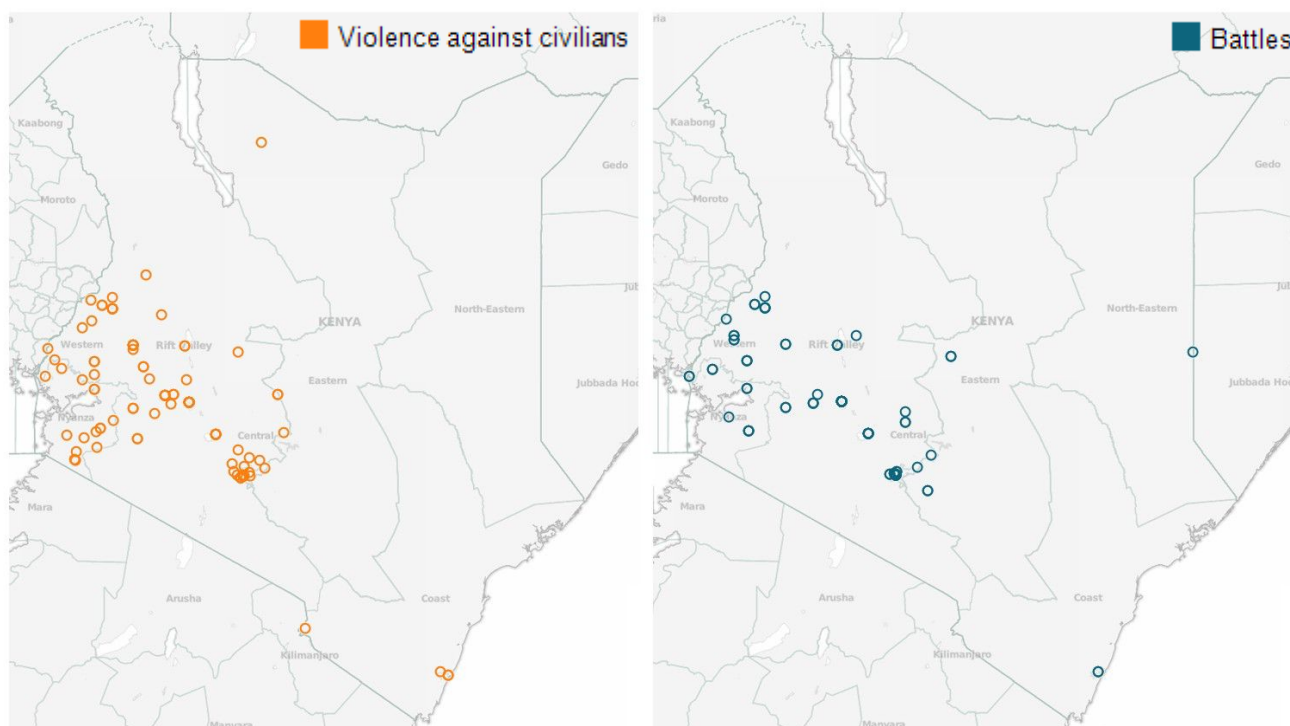 Violence against civilians
Kaabong
Gedo
Moroto
North-Eastern
KENYA
Western
Rift Valley
Eastern
Jubbada Hoo
Nyanza
Central
Mara
Arusha
Coast
Kilimanjaro
Manyara
Battles
Kaabong
Gedo
Moroto
North-Eastern
KENYA
Western
Rift Valley
Eastern
Jubbada Hoo
Nyanza
Central
Mara
Arusha
Coast
Kilimanjaro